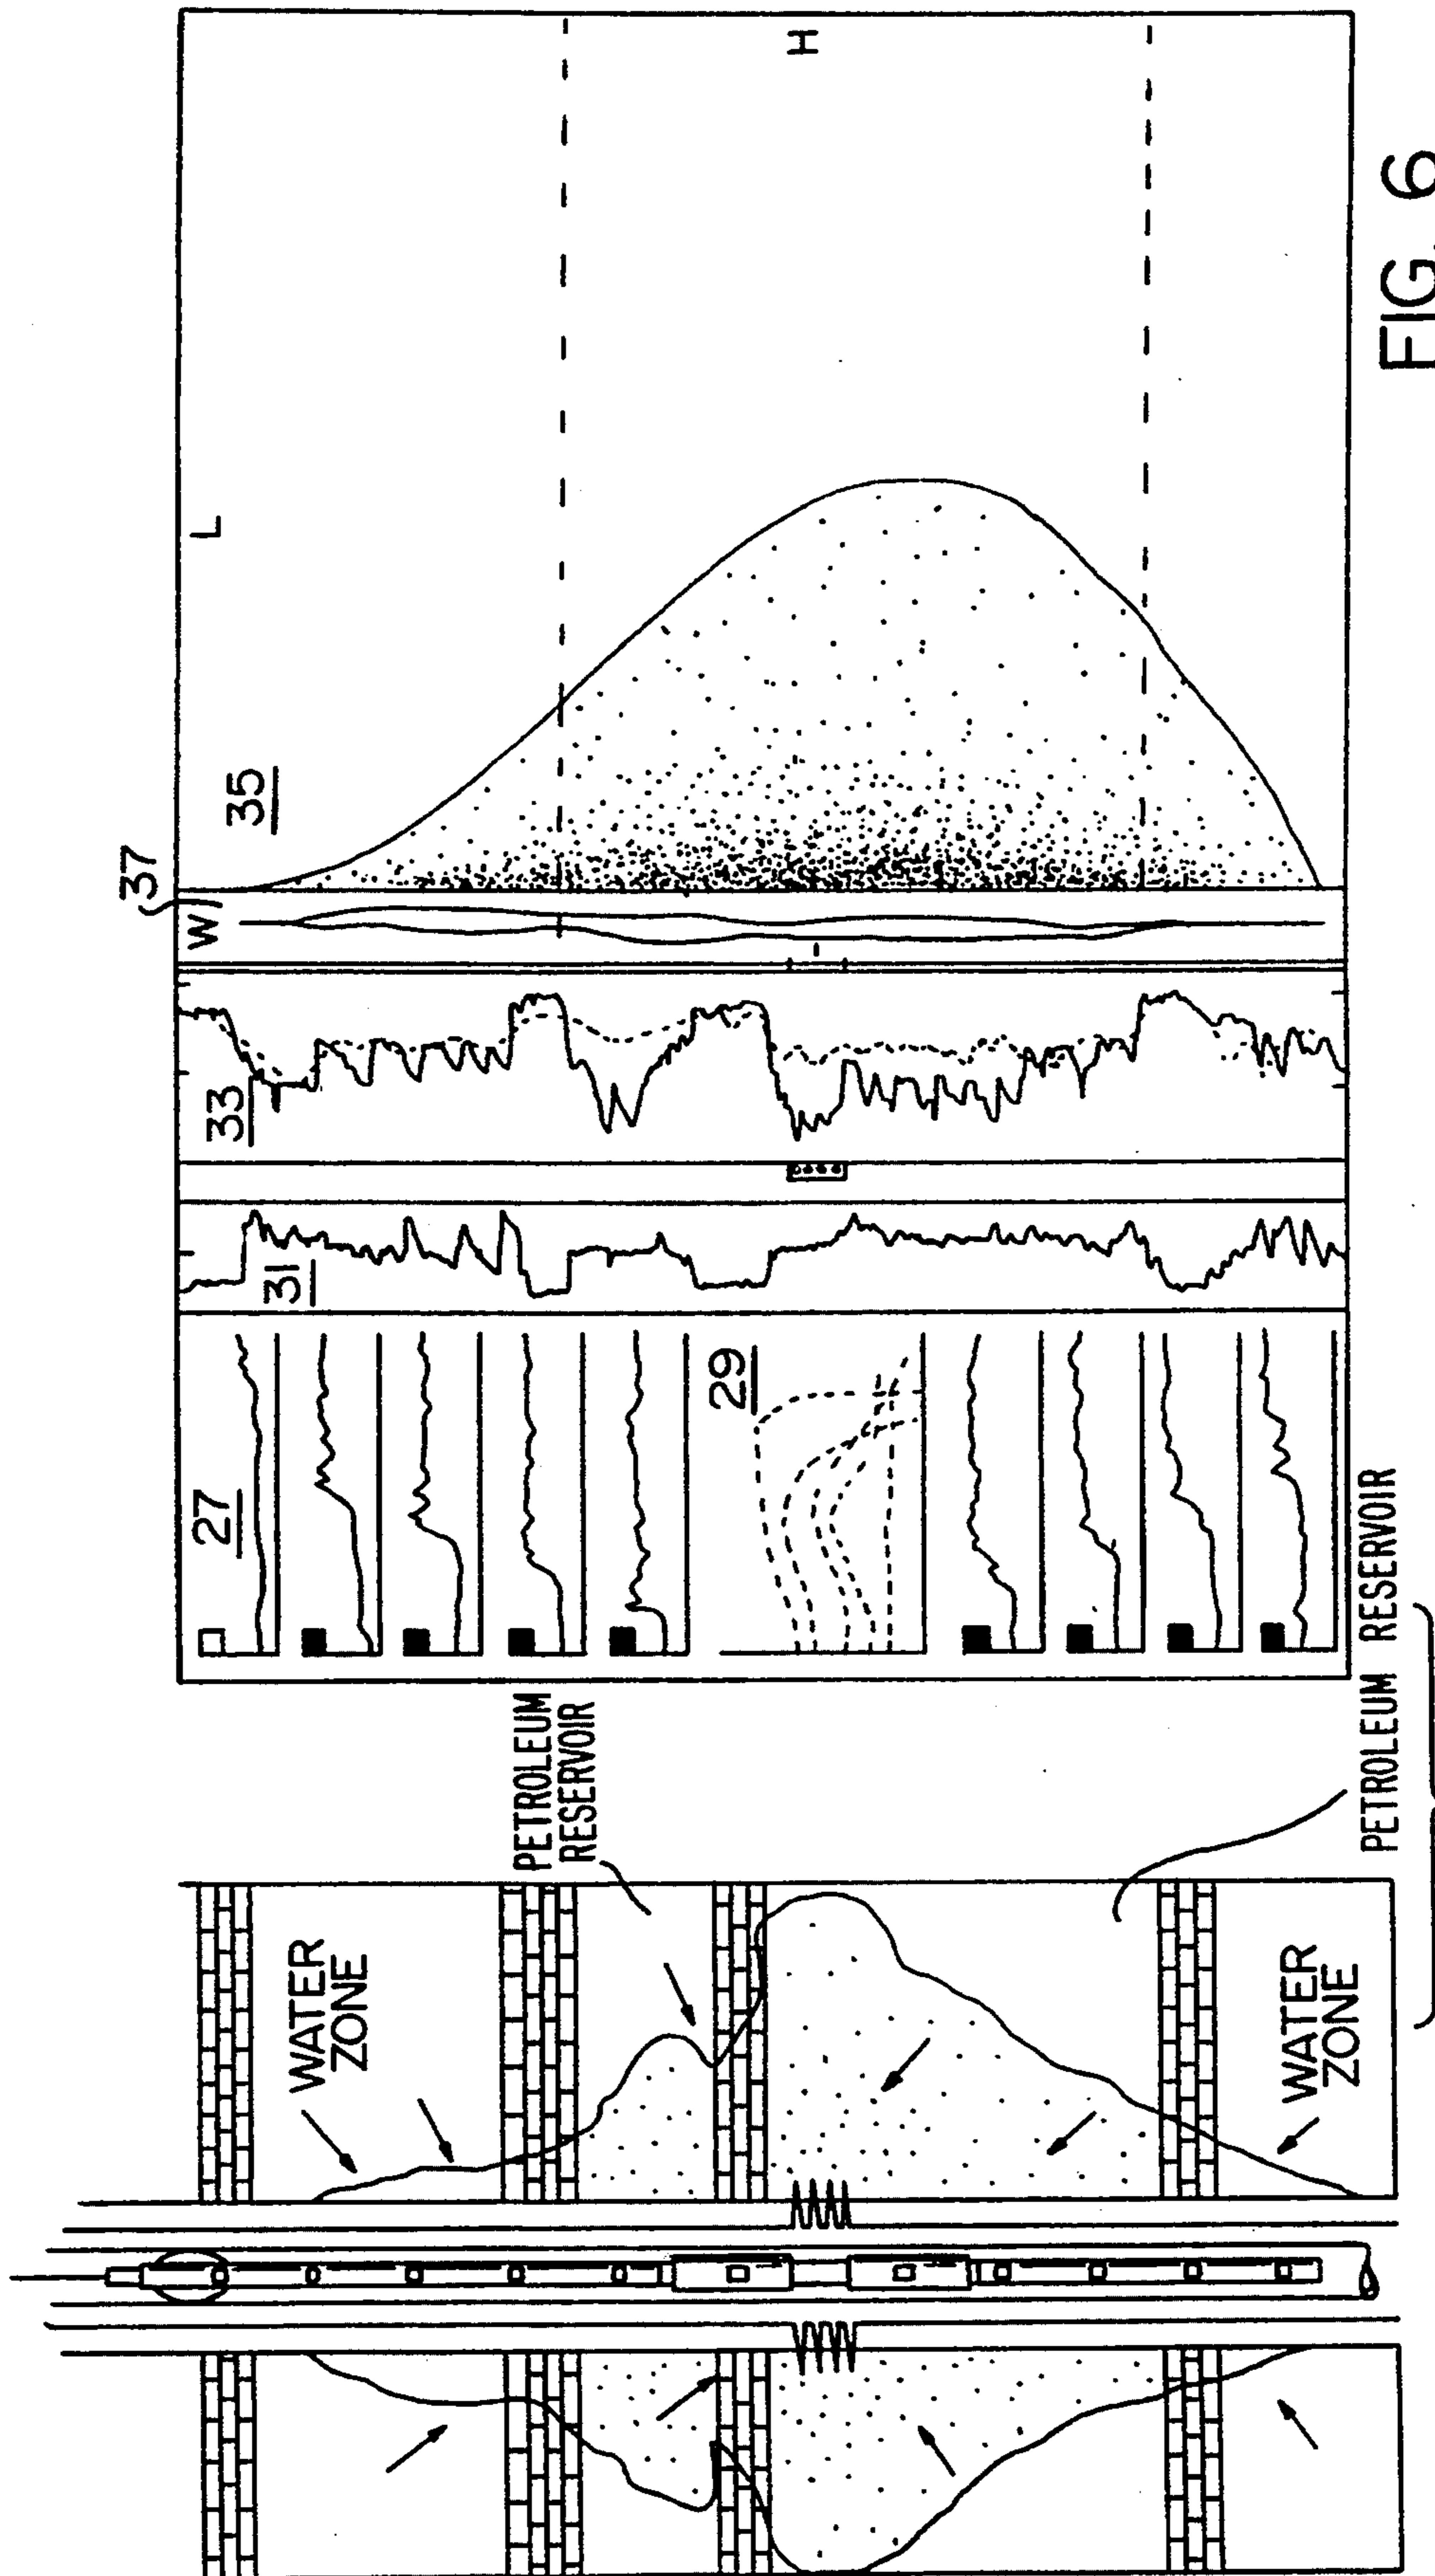 WATER
ZONE
PETROLEUM
RESERVOIR
WATER
ZONE
PETROLEUM RESERVOIR
27
29
31
33
W
37
35
L
H
FIG. 6